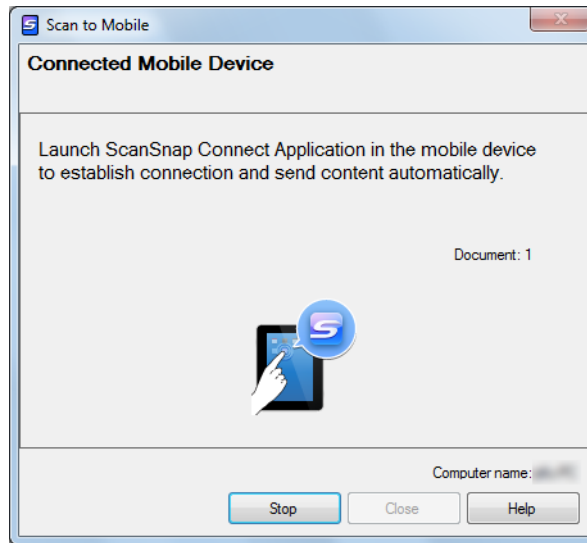 Scan to Mobile
Connected Mobile Device
Launch ScanSnap Connect Application in the mobile device
to establish connection and send content automatically.
Document: 1
S
Computer name:
Stop Close Help